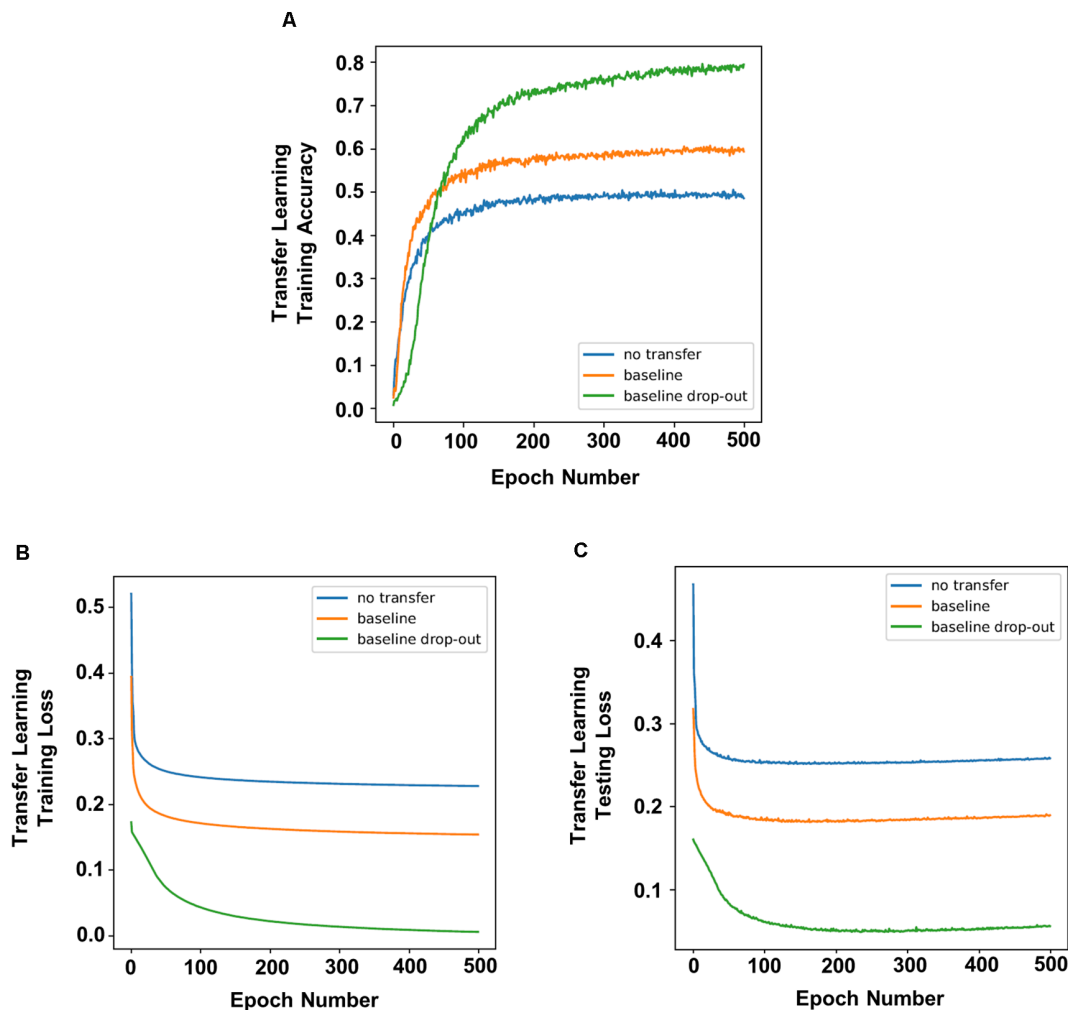 A
Transfer Learning
Training Accuracy
0.8
0.7
0.6
0.5
0.4
0.3
0.2
0.1
0.0
no transfer
baseline
baseline drop-out
0 100 200 300 400 500
Epoch Number
B
Transfer Learning
Training Loss
0.5
0.4
0.3
0.2
0.1
0.0
no transfer
baseline
baseline drop-out
0 100 200 300 400 500
Epoch Number
C
Transfer Learning
Testing Loss
0.4
0.3
0.2
0.1
no transfer
baseline
baseline drop-out
0 100 200 300 400 500
Epoch Number